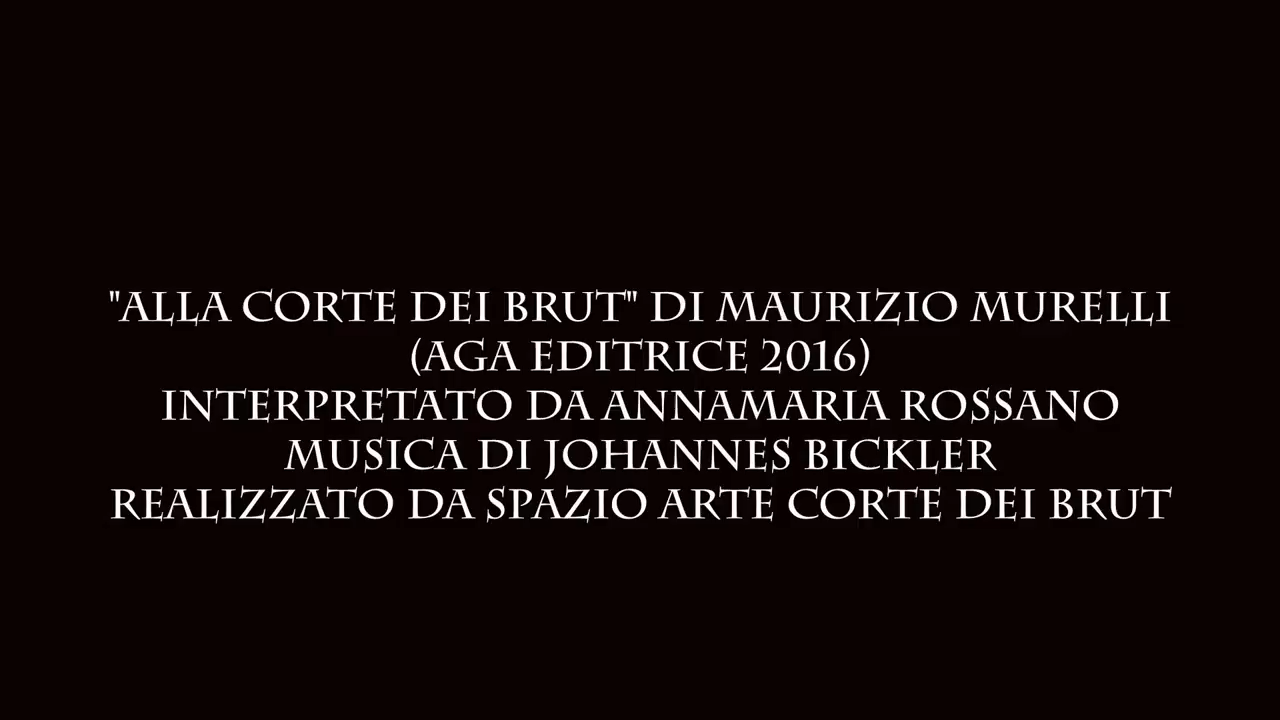 "ALLA CORTE DEI BRUT" DI MAURIZIO MURELLI
(AGA EDITRICE 2016)
INTERPRETATO DA ANNAMARIA ROSSANO
MUSICA DI JOHANNES BICKLER
REALIZZATO DA SPAZIO ARTE CORTE DEI BRUT